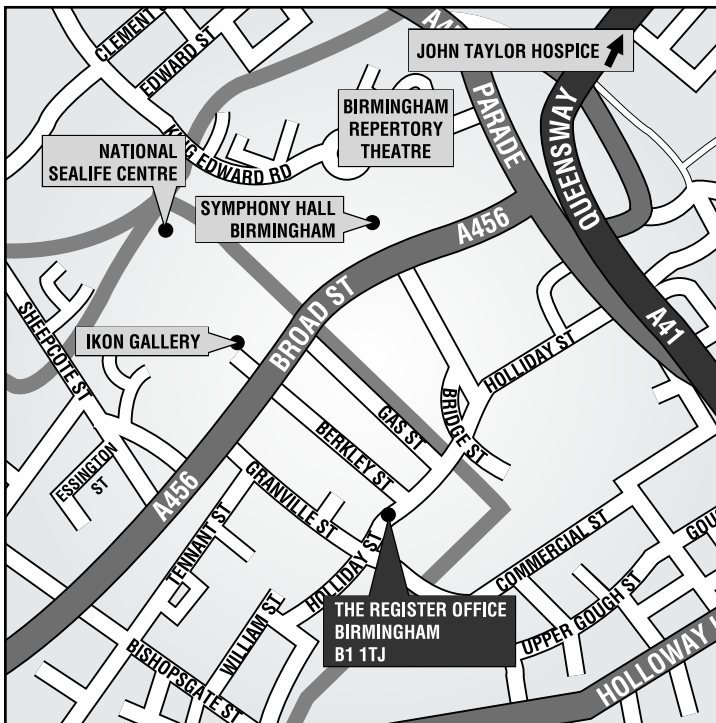 CLEMENT S
EDWARD ST
A4
JOHN TAYLOR HOSPICE
PARADE
QUEENSWAY
BIRMINGHAM
REPERTORY
THEATRE
KING EDWARD RD
NATIONAL
SEALIFE CENTRE
SYMPHONY HALL
BIRMINGHAM
A456
BROAD ST
A41
SHEEPCOTE ST
IKON GALLERY
HOLLIDAY ST
BRIDGE ST
GAS ST
BERKLEY ST
ESSINGTON
ST
A456
GRANVILLE ST
TENNANT ST
HOLLIDAY ST
COMMERCIAL ST
GOU
WILLIAM ST
THE REGISTER OFFICE
BIRMINGHAM
B1 1TJ
UPPER GOUGH ST
BISHOPSGATE ST
HOLLOWAY